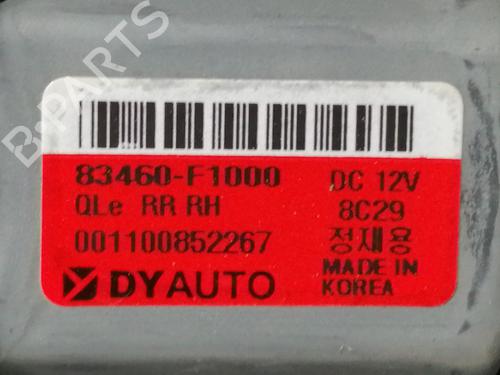 B-PARTS
83460-F1000 DC 12V
QLe RR RH 8C29
001100852267 정재용
DYAUTO MADE IN
KOREA